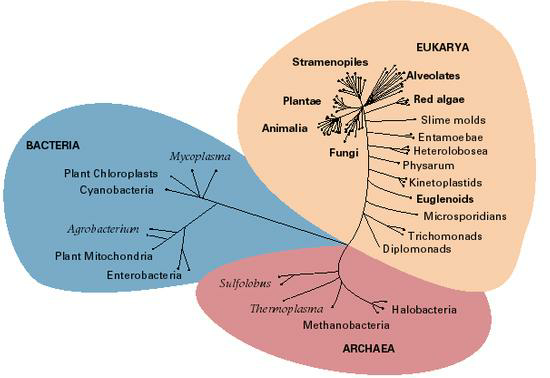 EUKARYA
Stramenopiles
Alveolates
Plantae
Red algae
Animalia
Slime molds
Entamoebae
Fungi
Heterolobosea
Physarum
Kinetoplastids
Euglenoids
Microsporidians
Trichomonads
Diplomonads
BACTERIA
Mycoplasma
Plant Chloroplasts
Cyanobacteria
Agrobacterium
Plant Mitochondria
Enterobacteria
Sulfolobus
Thermoplasma
Halobacteria
Methanobacteria
ARCHAEA